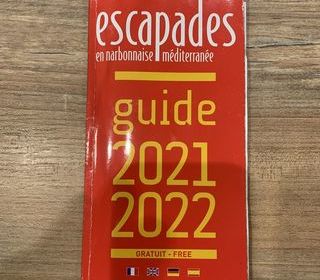 escapades
en narbonnaise méditerranée
guide
2021
2022
GRATUIT - FREE